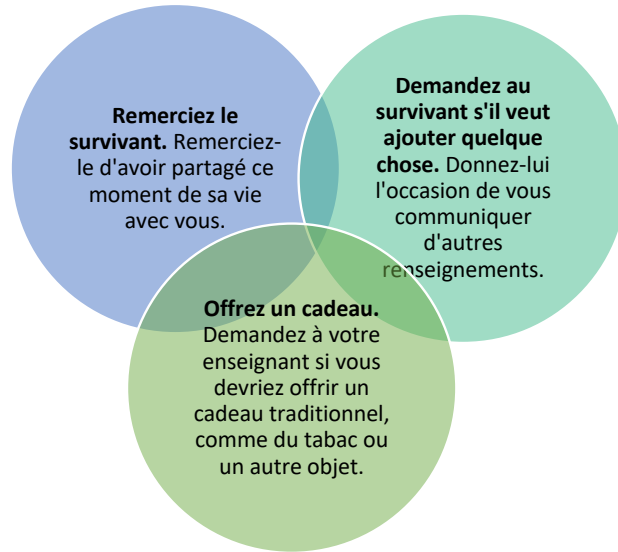 Remerciez le
survivant. Remerciez-
le d'avoir partagé ce
moment de sa vie
avec vous.
Demandez au
survivant s'il veut
ajouter quelque
chose. Donnez-lui
l'occasion de vous
communiquer
d'autres
renseignements.
Offrez un cadeau.
Demandez à votre
enseignant si vous
devriez offrir un
cadeau traditionnel,
comme du tabac ou
un autre objet.